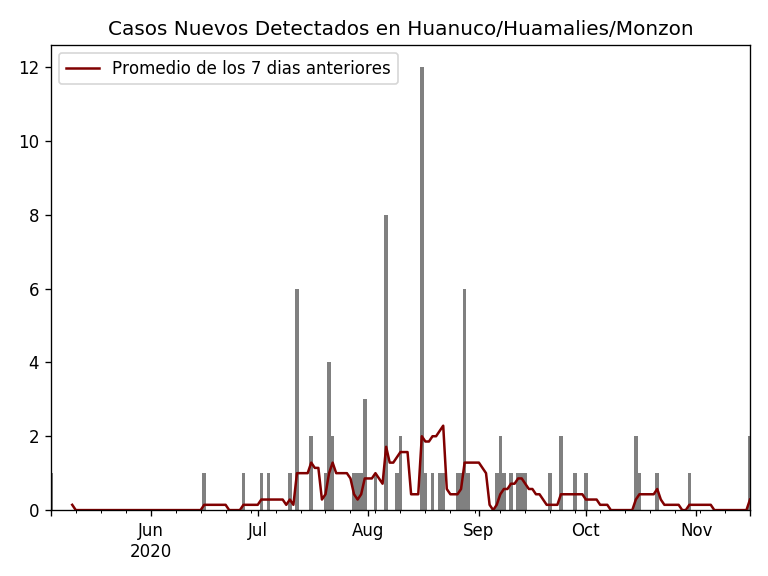 Casos Nuevos Detectados en Huanuco/Huamalies/Monzon
Promedio de los 7 dias anteriores
12
10
8
6
4
2
0
Jun Jul Aug Sep Oct Nov
2020